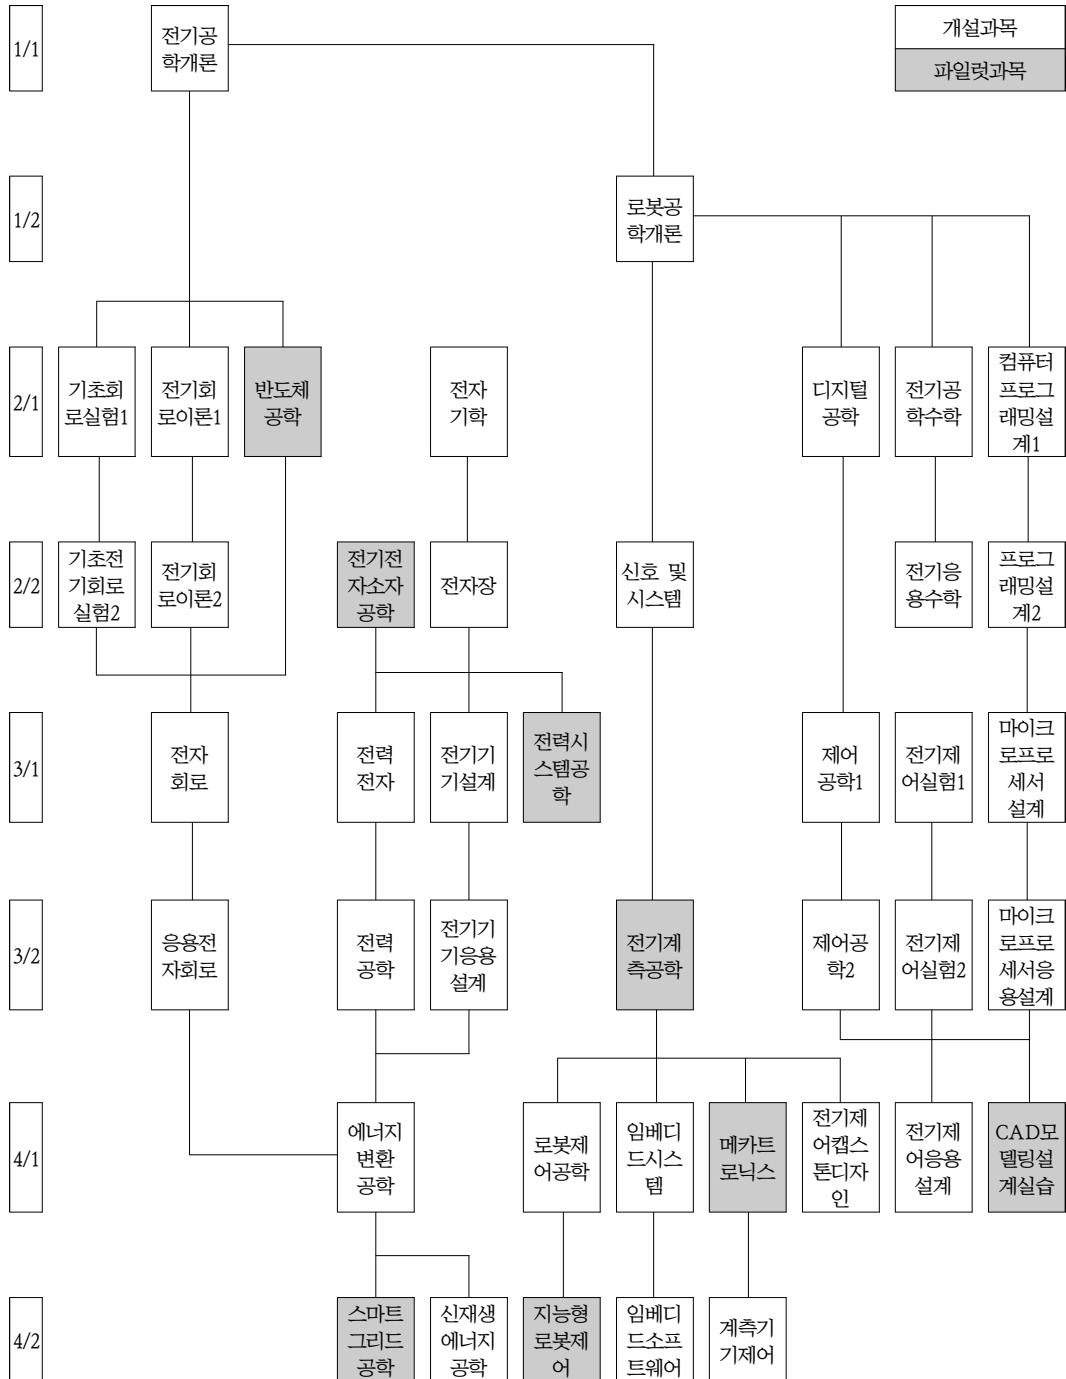 1/1
전기공
학개론
개설과목
파일럿과목
1/2
로봇공
학개론
2/1
기초회
로실험1
전기회
로이론1
반도체
공학
전자
기학
디지털
공학
전기공
학수학
컴퓨터
프로그
래밍설
계1
2/2
기초전
기회로
실험2
전기회
로이론2
전기전
자소자
공학
전자장
신호 및
시스템
전기응
용수학
프로그
래밍설
계2
3/1
전자
회로
전력
전자
전기기
기설계
전력시
스템공
학
제어
공학1
전기제
어실험1
마이크
로프로
세서
설계
3/2
응용전
자회로
전력
공학
전기기
기응용
설계
전기계
측공학
제어공
학2
전기제
어실험2
마이크
로프로
세서응
용설계
4/1
에너지
변환
공학
로봇제
어공학
임베디
드시스
템
메카트
로닉스
전기제
어캡스
톤디자
인
전기제
어응용
설계
CAD모
델링설
계실습
4/2
스마트
그리드
공학
신재생
에너지
공학
지능형
로봇제
어
임베디
드소프
트웨어
계측기
기제어